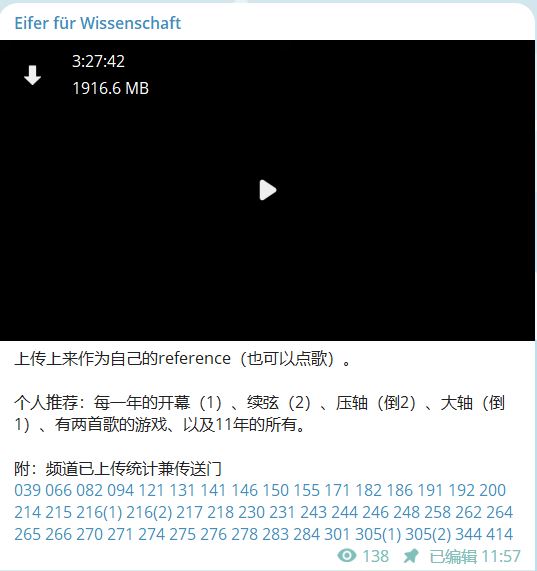 Eifer für Wissenschaft
3:27:42
1916.6 MB
上传上来作为自己的reference（也可以点歌）。
个人推荐：每一年的开幕（1）、续弦（2）、压轴（倒2）、大轴（倒
1）、有两首歌的游戏、以及11年的所有。
附：频道已上传统计兼传送门
039 066 082 094 121 131 141 146 150 155 171 182 186 191 192 200
214 215 216(1) 216(2) 217 218 230 231 243 244 246 248 258 262 264
265 266 270 271 274 275 276 278 283 284 301 305(1) 305(2) 344 414
138 已编辑 11:57